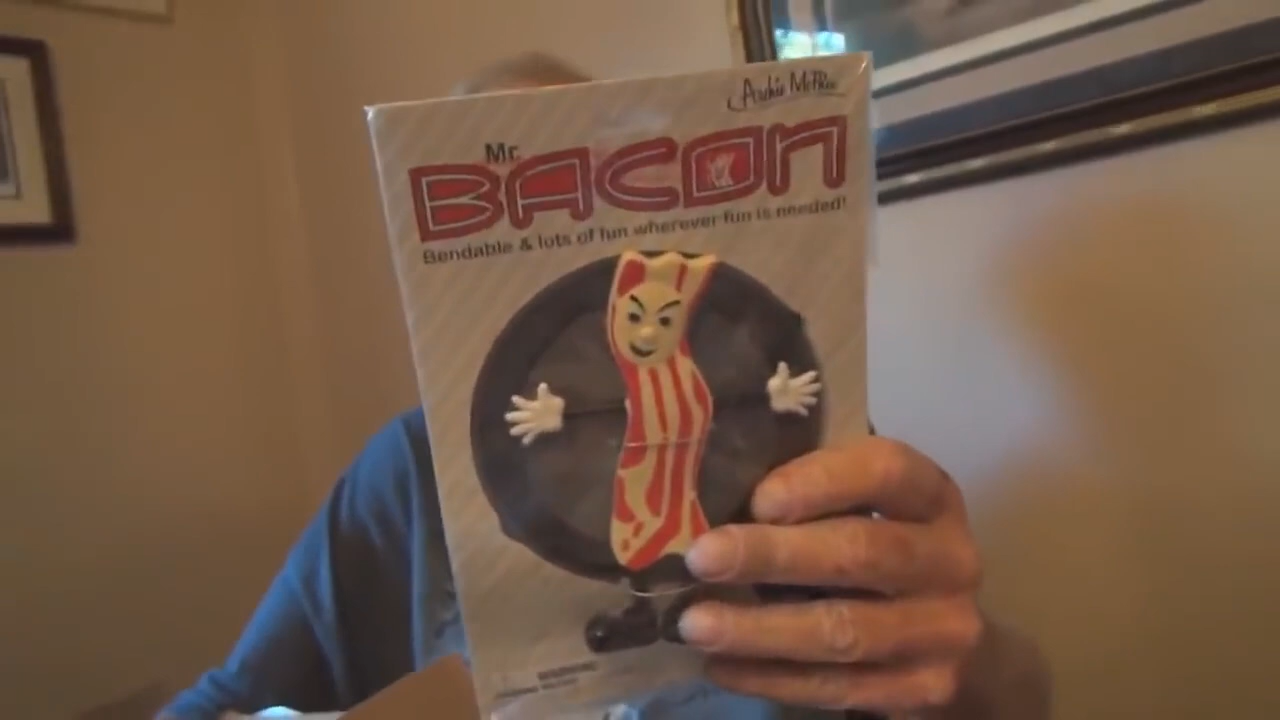 Archie McPhee
Mr.
BACON
Bendable & lots of fun wherever fun is needed!
WARNING: